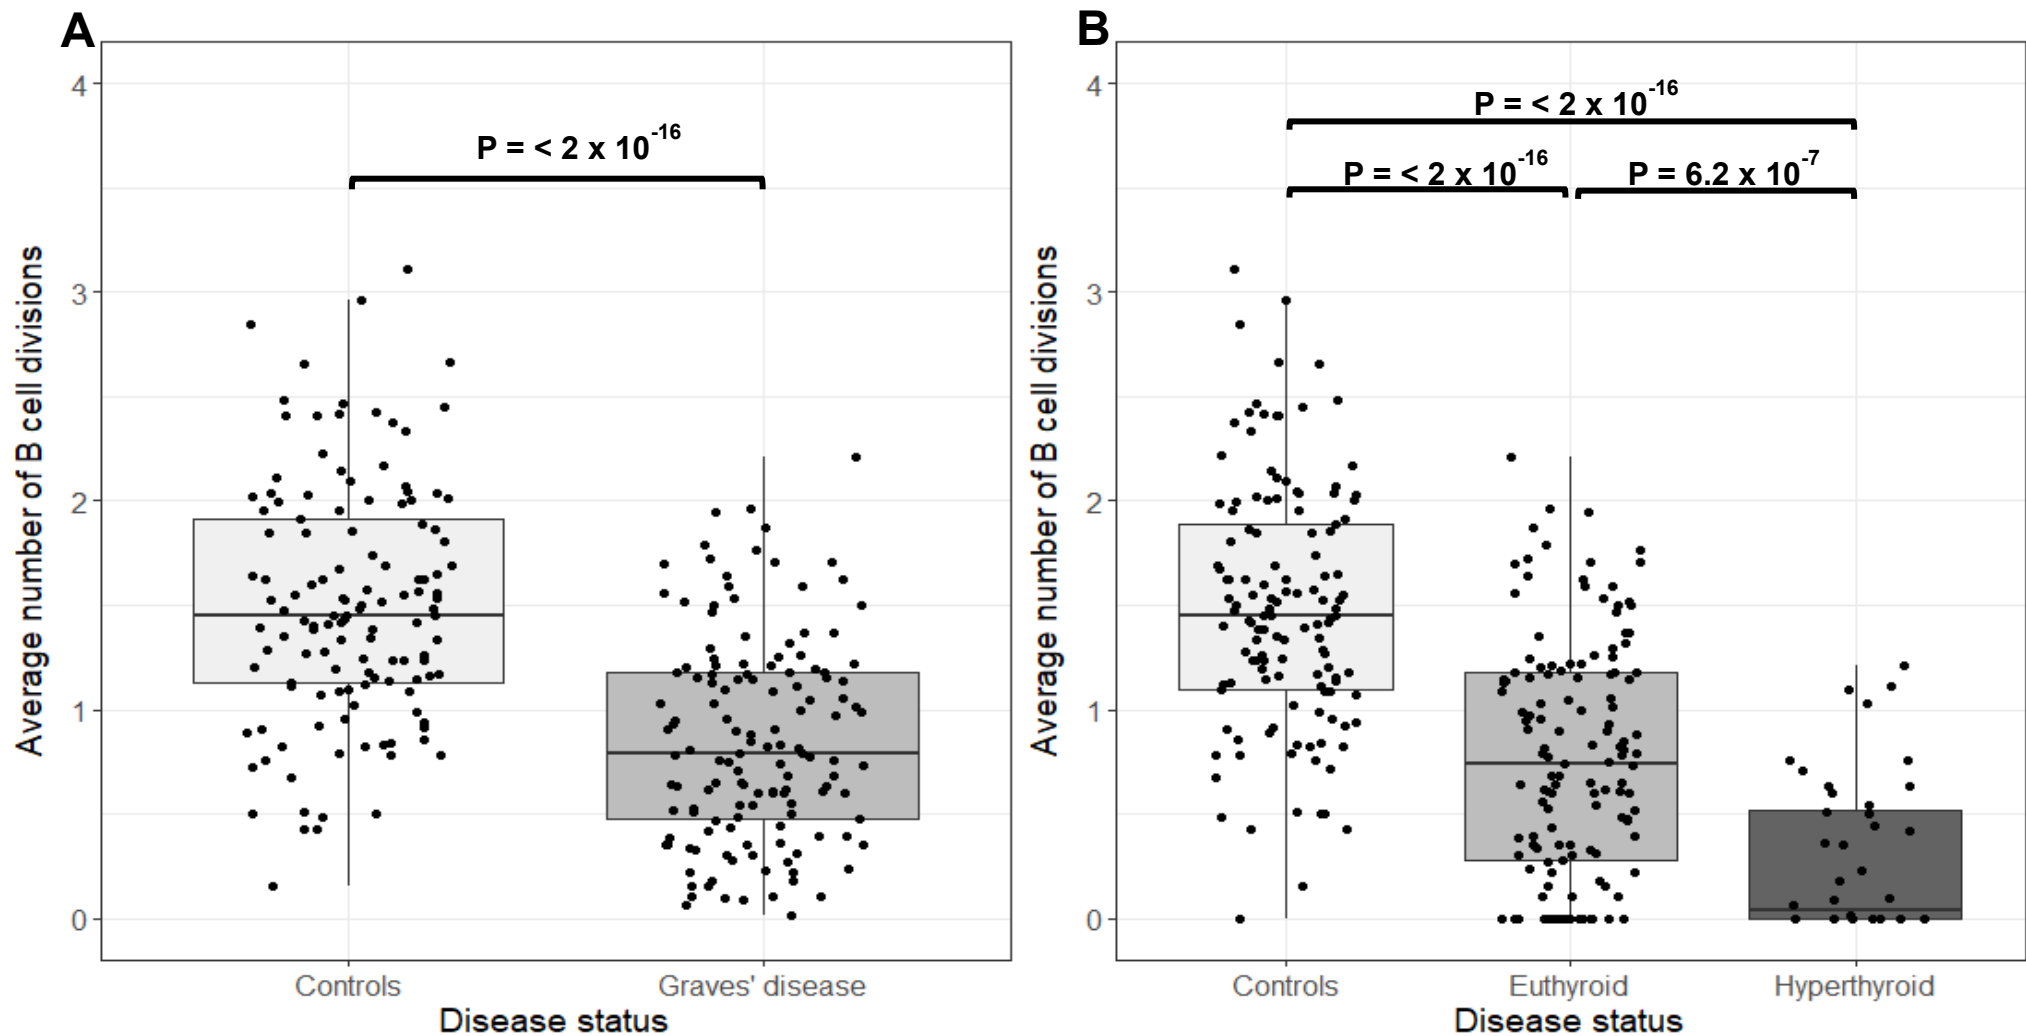 A
Average number of B cell divisions
4
3
2
1
0
P = < 2 x 10^-16
Controls
Graves' disease
Disease status
B
Average number of B cell divisions
4
3
2
1
0
P = < 2 x 10^-16
P = < 2 x 10^-16
P = 6.2 x 10^-7
Controls
Euthyroid
Hyperthyroid
Disease status